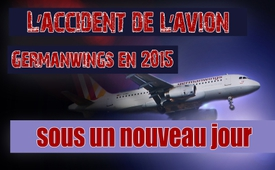 L'ACCIDENT DE L'AVION
GERMANWINGS EN 2015
sous un nouveau jour